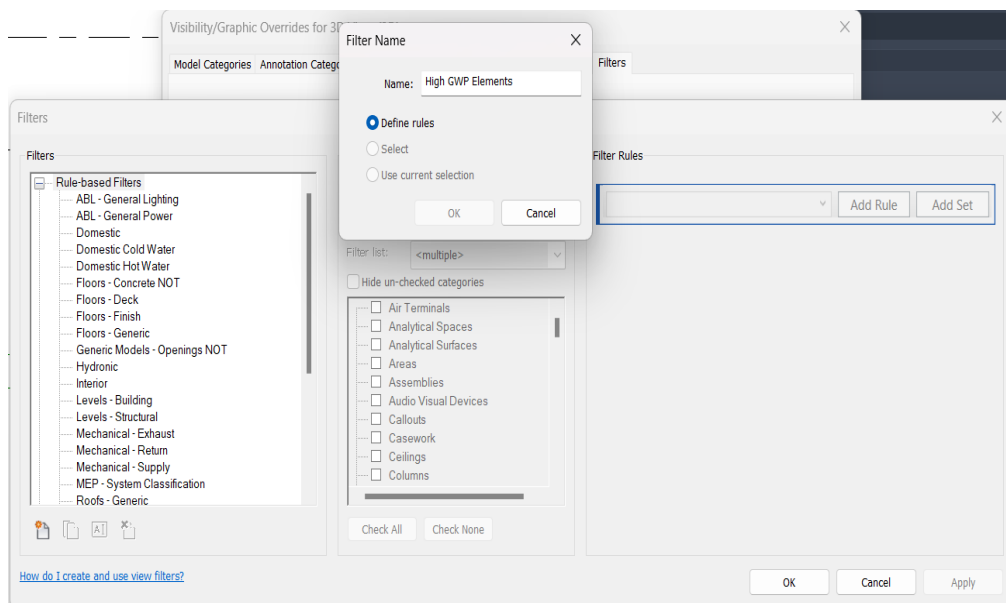 Visibility/Graphic Overrides for 3D
Model Categories Annotation Categ
Filters
Filter Name
Name: High GWP Elements
Define rules
Select
Use current selection
OK Cancel
Filters
Filters
Rule-based Filters
ABL - General Lighting
ABL - General Power
Domestic
Domestic Cold Water
Domestic Hot Water
Floors - Concrete NOT
Floors - Deck
Floors - Finish
Floors - Generic
Generic Models - Openings NOT
Hydronic
Interior
Levels - Building
Levels - Structural
Mechanical - Exhaust
Mechanical - Return
Mechanical - Supply
MEP - System Classification
Roofs - Generic
Filter list: <multiple>
Hide un-checked categories
Air Terminals
Analytical Spaces
Analytical Surfaces
Areas
Assemblies
Audio Visual Devices
Callouts
Casework
Ceilings
Columns
Check All Check None
Filter Rules
Add Rule Add Set
How do I create and use view filters?
OK Cancel Apply